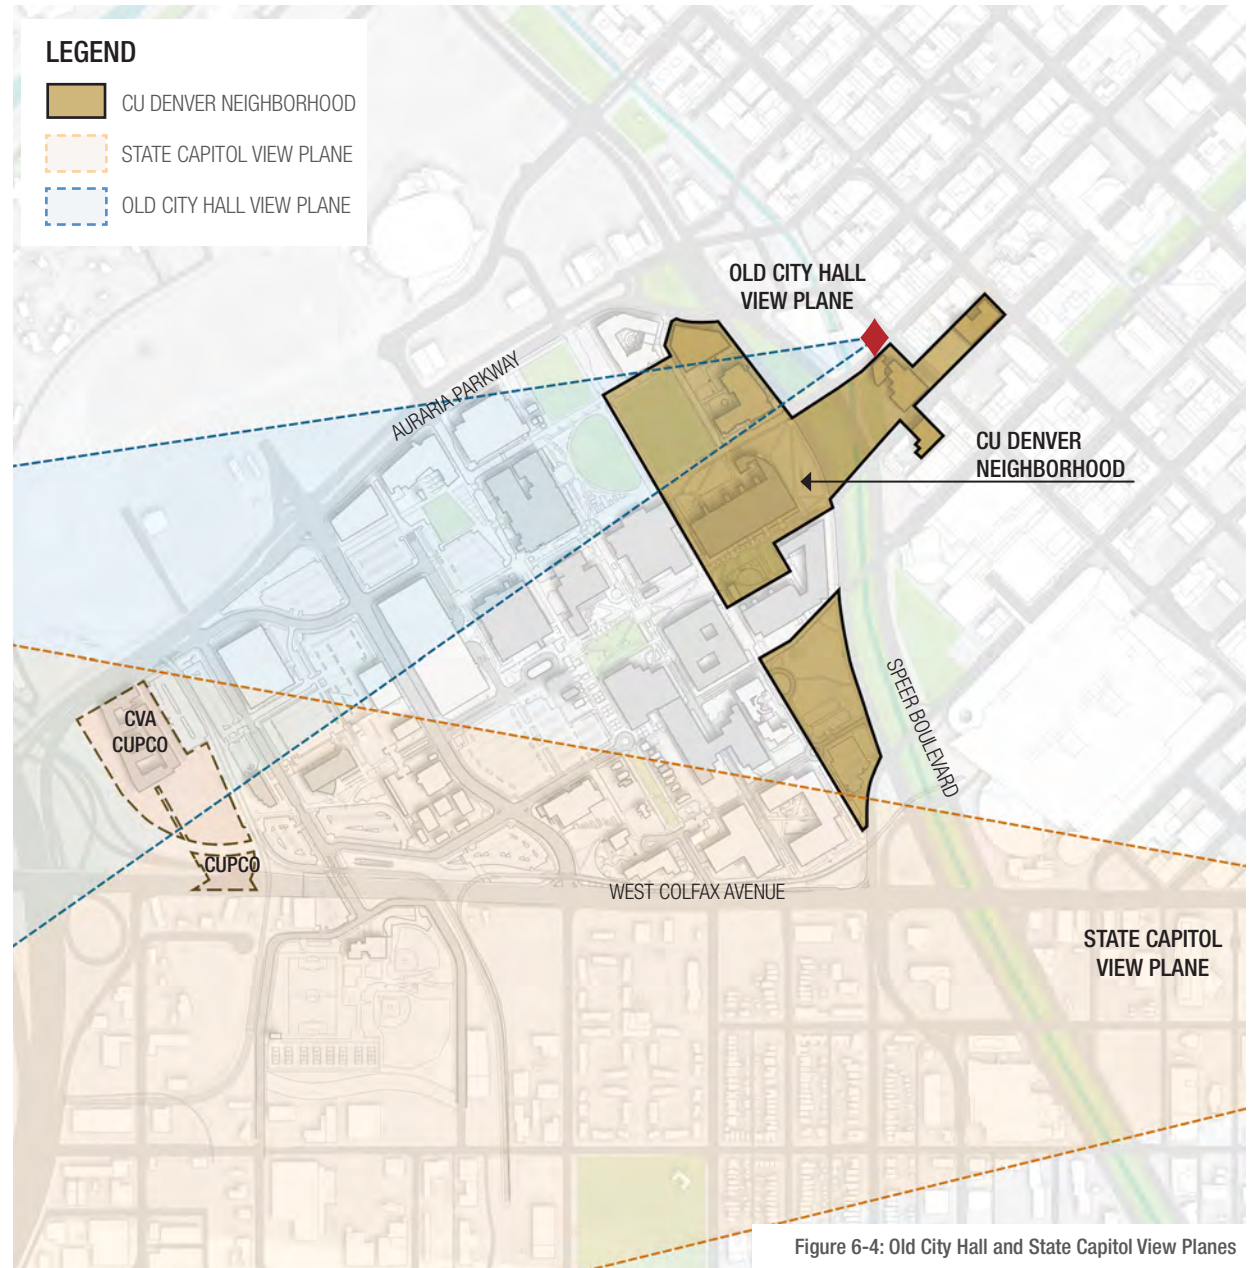 LEGEND
CU DENVER NEIGHBORHOOD
STATE CAPITOL VIEW PLANE
OLD CITY HALL VIEW PLANE
OLD CITY HALL
VIEW PLANE
AURARIA PARKWAY
CU DENVER
NEIGHBORHOOD
SPEER BOULEVARD
CVA
CUPCO
CUPCO
WEST COLFAX AVENUE
STATE CAPITOL
VIEW PLANE
Figure 6-4: Old City Hall and State Capitol View Planes